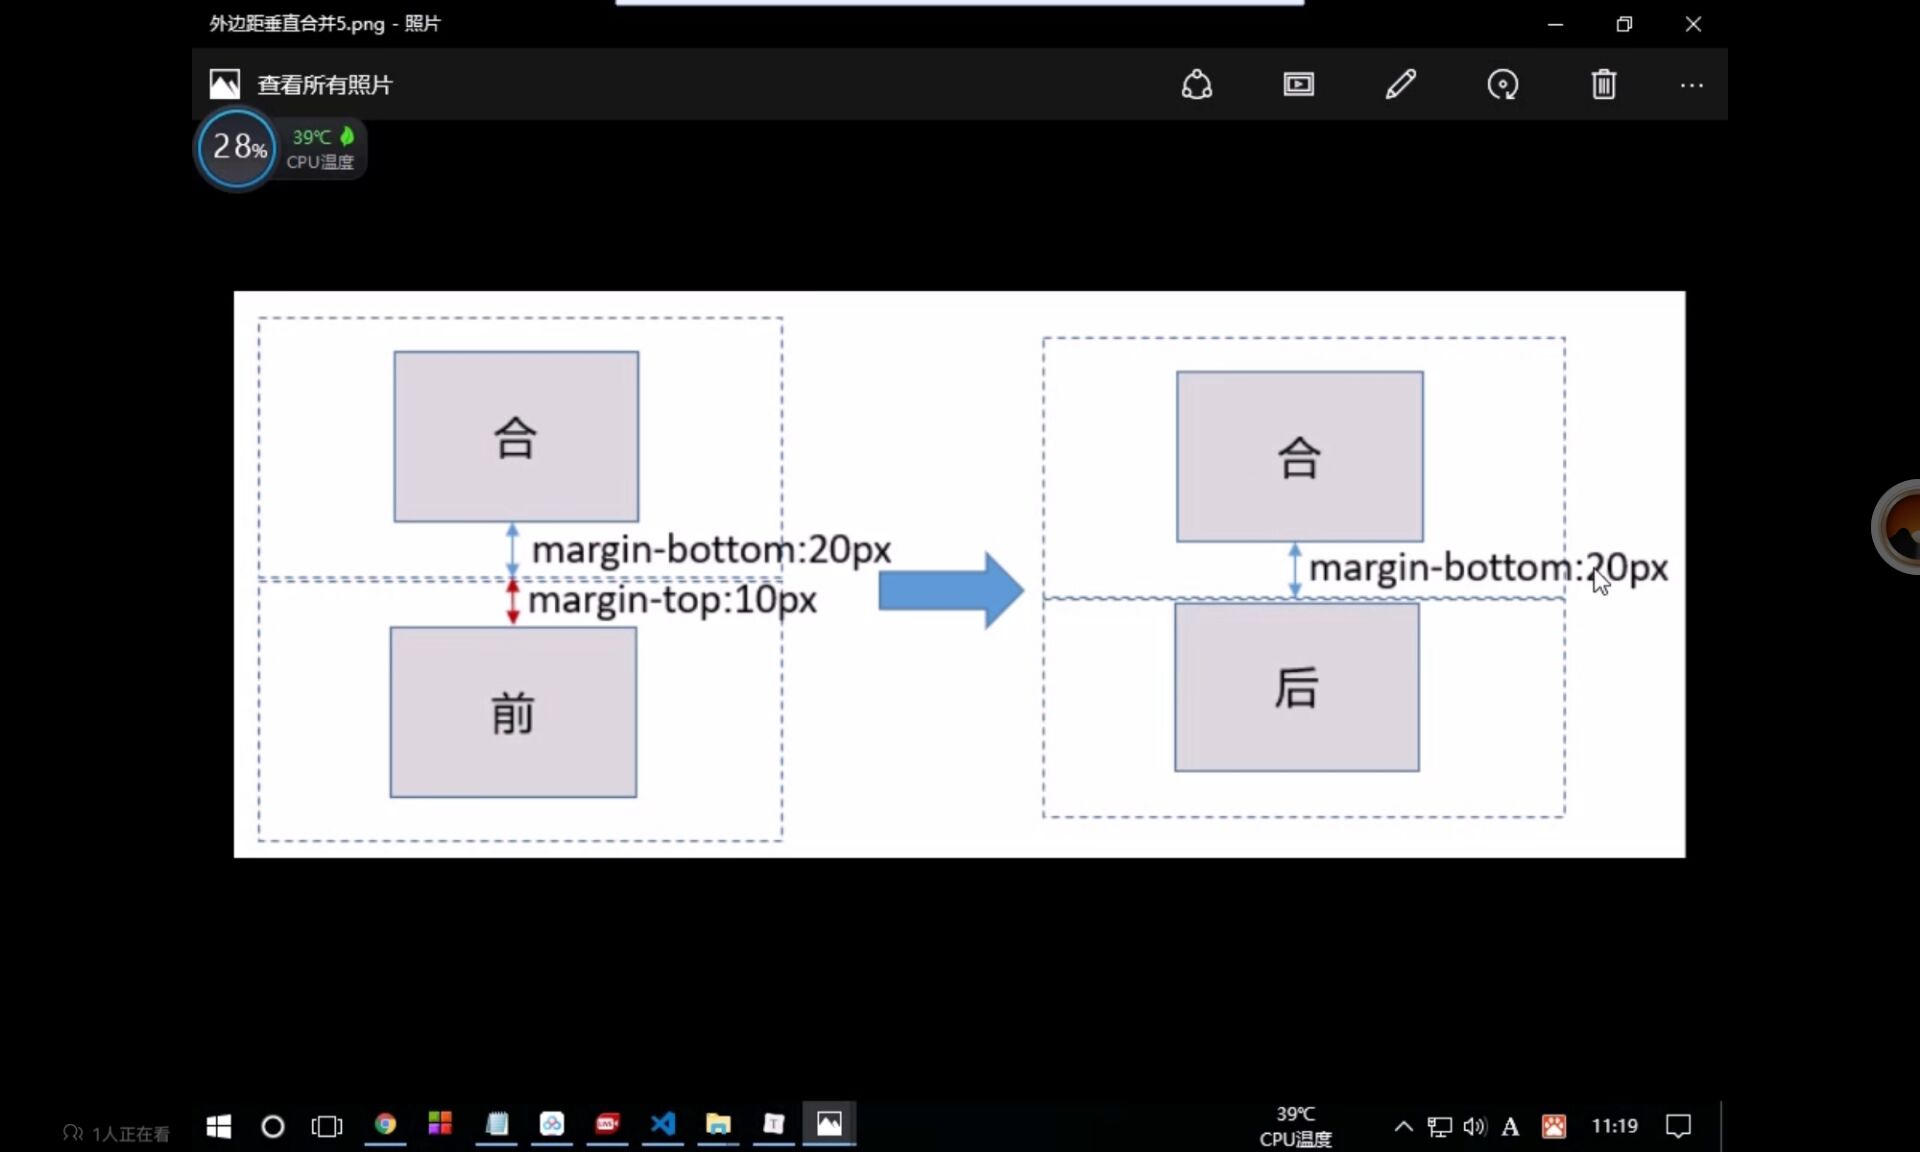 外边距垂直合并5.png - 照片
查看所有照片
28%
39℃
CPU温度
合
margin-bottom:20px
margin-top:10px
前
合
margin-bottom:20px
后
1人正在看
LIVE
T
39℃
CPU温度
A
11:19